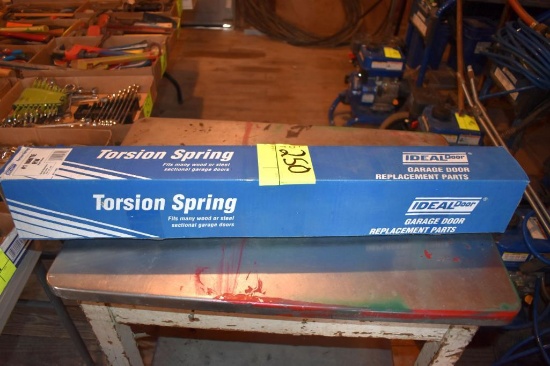 Torsion Spring
Fits many wood or steel
sectional garage doors
250
IDEAL Door
GARAGE DOOR
REPLACEMENT PARTS
Torsion Spring
Fits many wood or steel
sectional garage doors
IDEAL Door®
GARAGE DOOR
REPLACEMENT PARTS